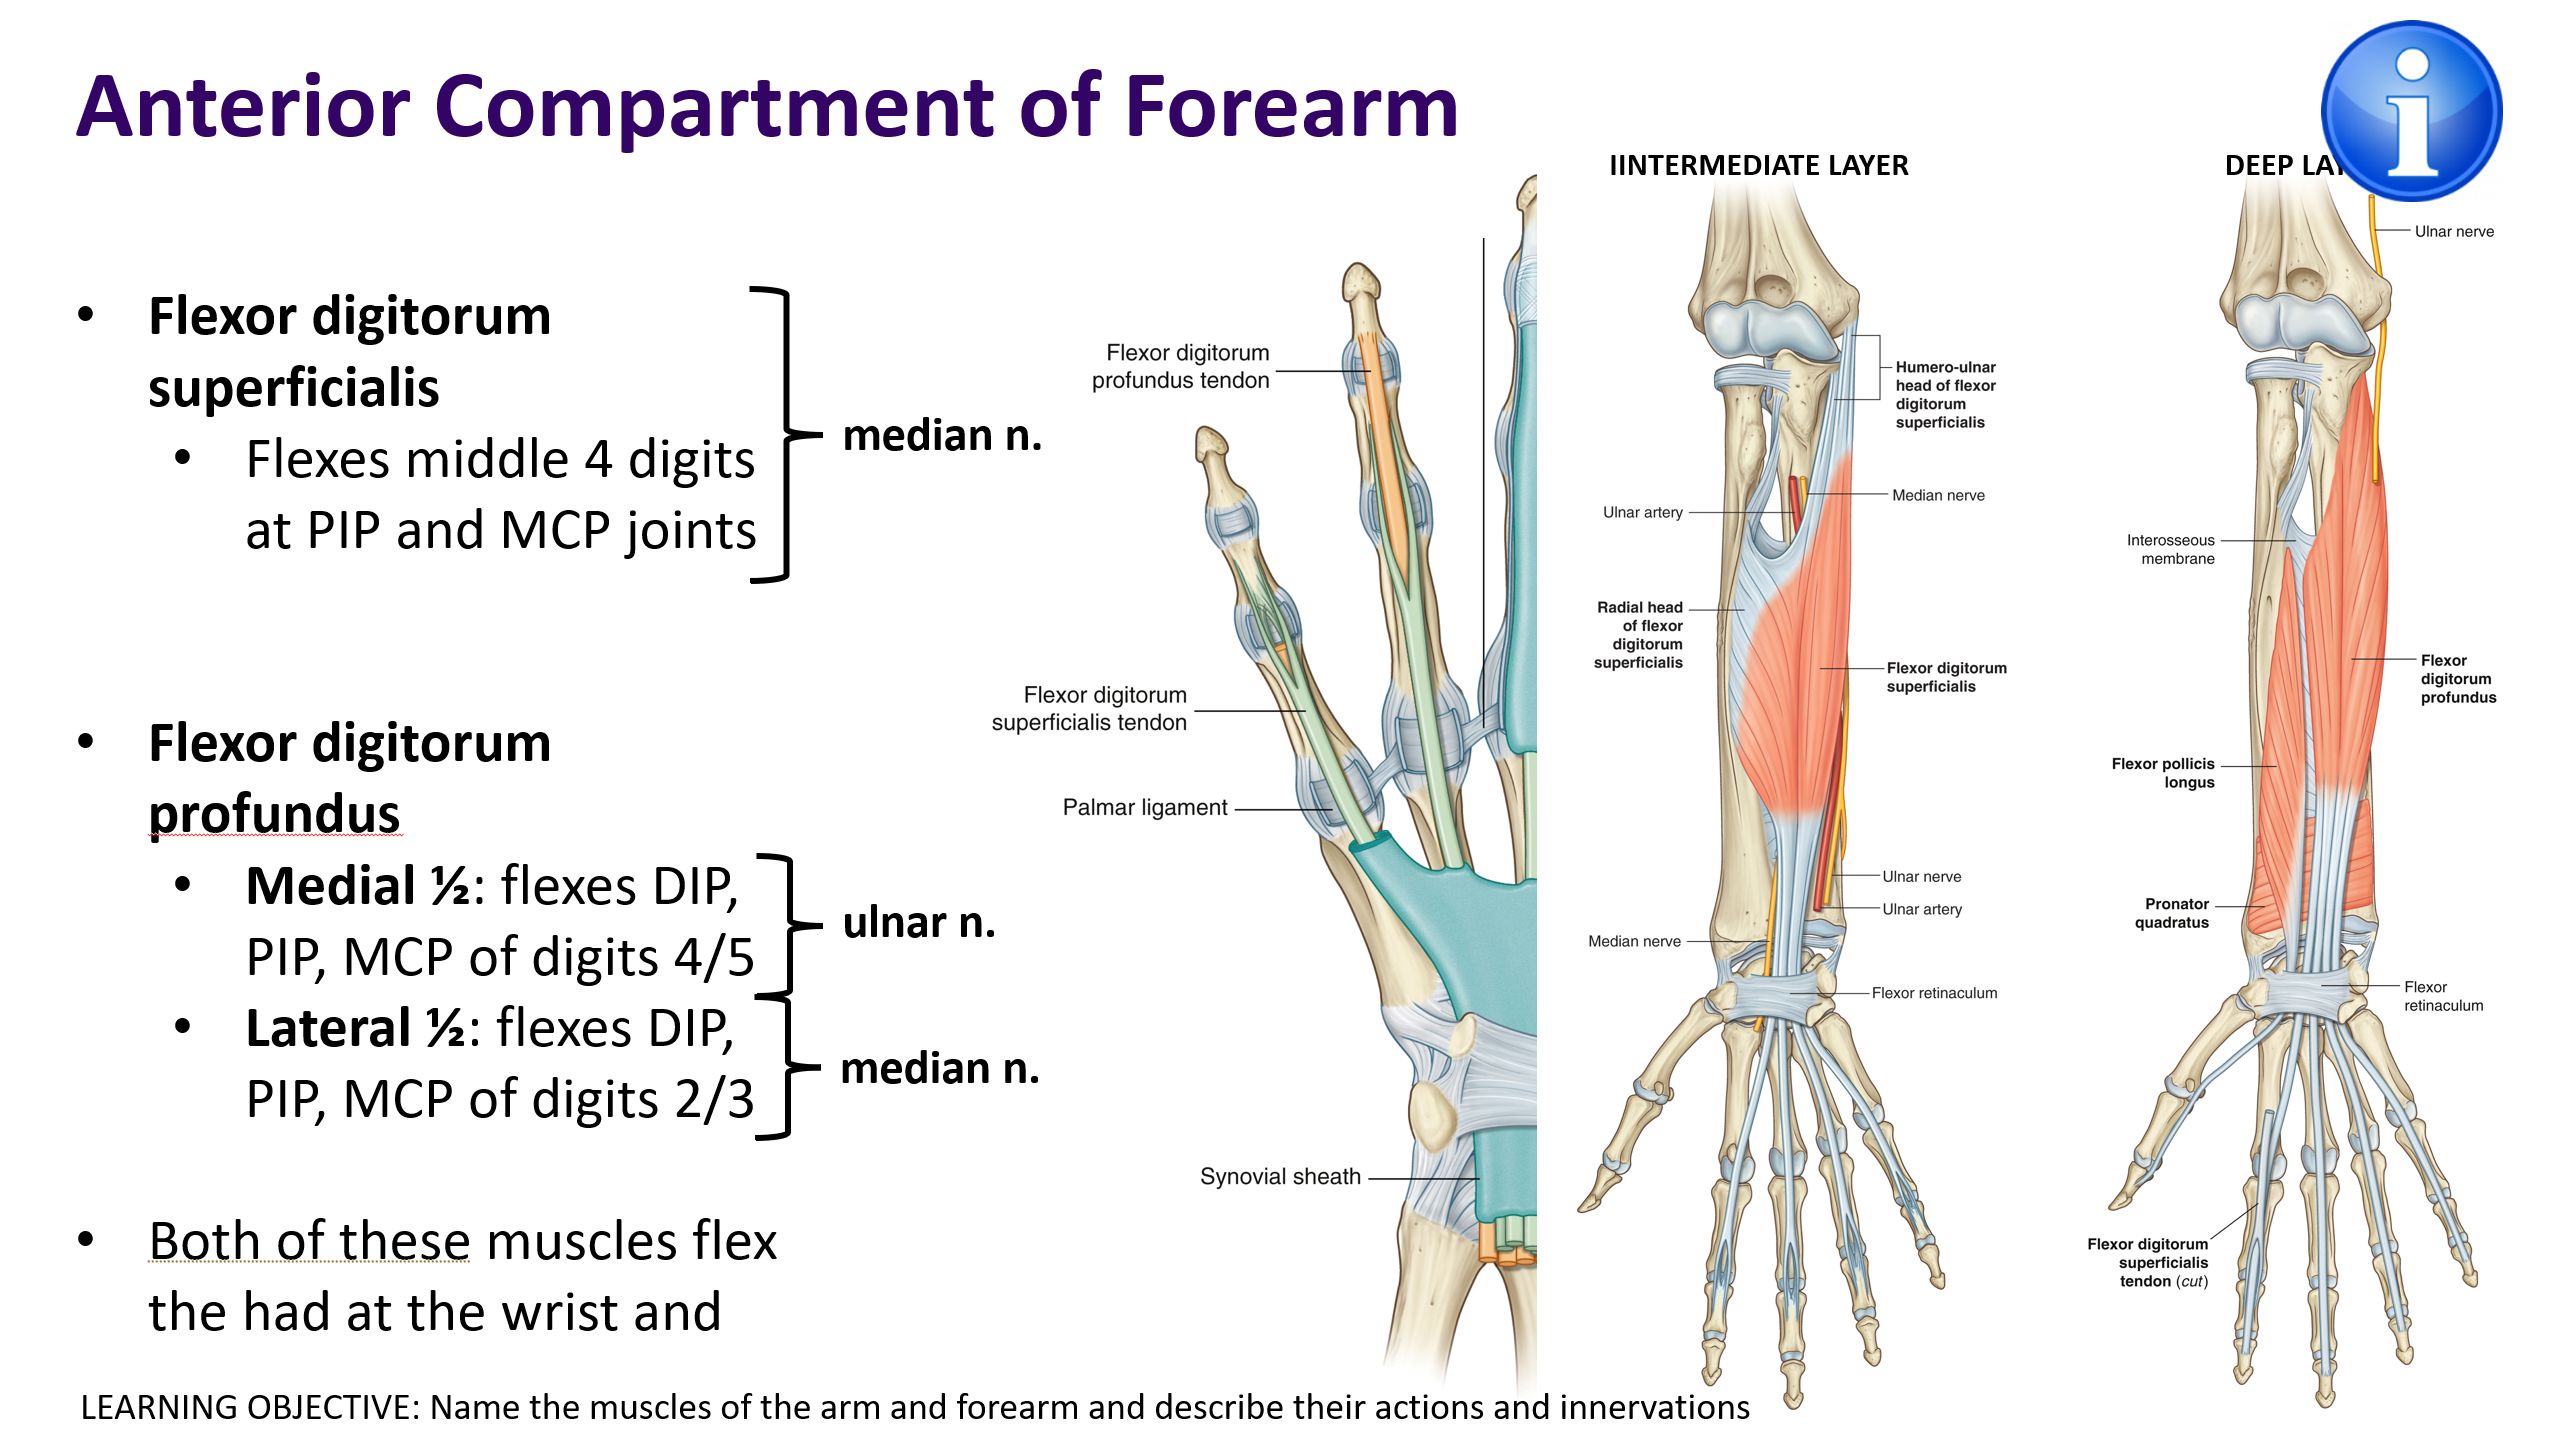 Anterior Compartment of Forearm
• Flexor digitorum
superficialis
• Flexes middle 4 digits
at PIP and MCP joints
median n.
• Flexor digitorum
profundus
• Medial ½: flexes DIP,
PIP, MCP of digits 4/5
ulnar n.
• Lateral ½: flexes DIP,
PIP, MCP of digits 2/3
median n.
• Both of these muscles flex
the had at the wrist and
Flexor digitorum
profundus tendon
Flexor digitorum
superficialis tendon
Palmar ligament
Synovial sheath
IINTERMEDIATE LAYER
Humero-ulnar
head of flexor
digitorum
superficialis
Median nerve
Ulnar artery
Radial head
of flexor
digitorum
superficialis
Flexor digitorum
superficialis
Ulnar nerve
Ulnar artery
Median nerve
Flexor retinaculum
DEEP LA
i
Ulnar nerve
Interosseous
membrane
Flexor
digitorum
profundus
Flexor pollicis
longus
Pronator
quadratus
Flexor
retinaculum
Flexor digitorum
superficialis
tendon (cut)
LEARNING OBJECTIVE: Name the muscles of the arm and forearm and describe their actions and innervations